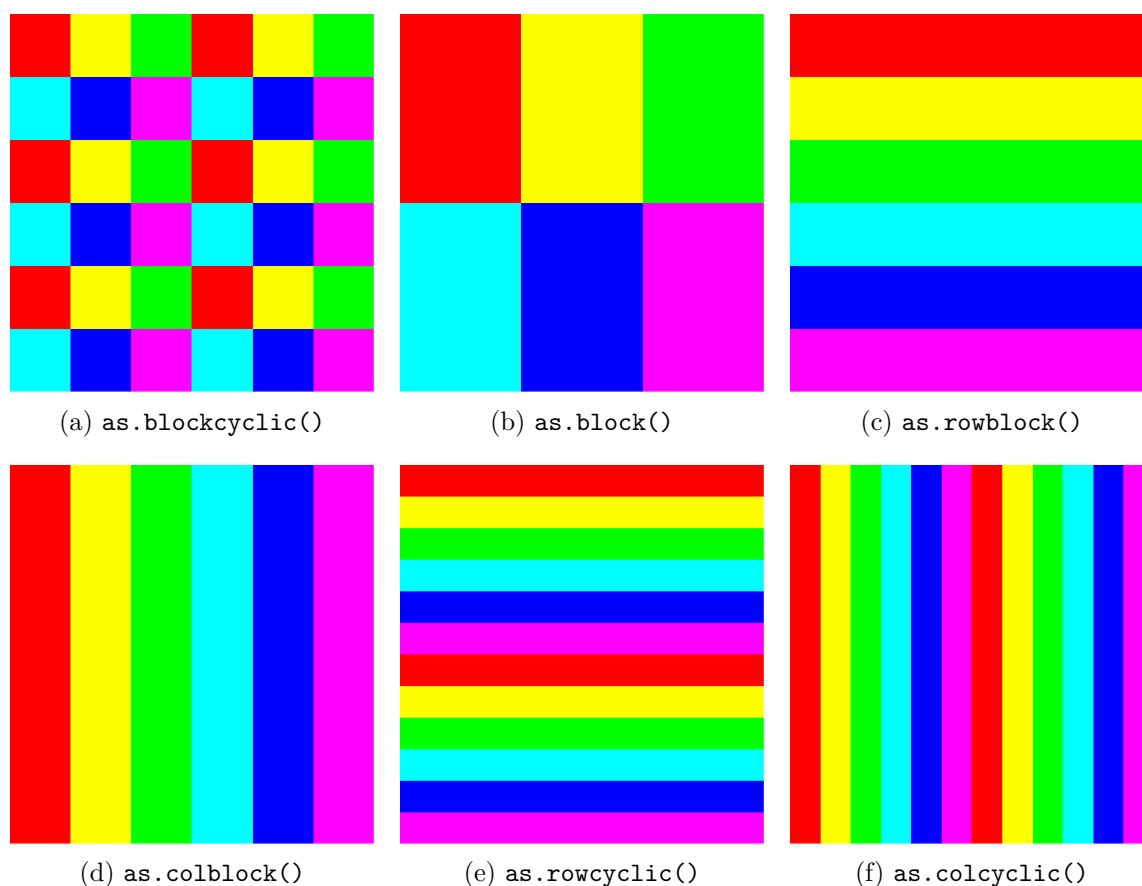 (a) as.blockcyclic()
(b) as.block()
(c) as.rowblock()
(d) as.colblock()
(e) as.rowcyclic()
(f) as.colcyclic()